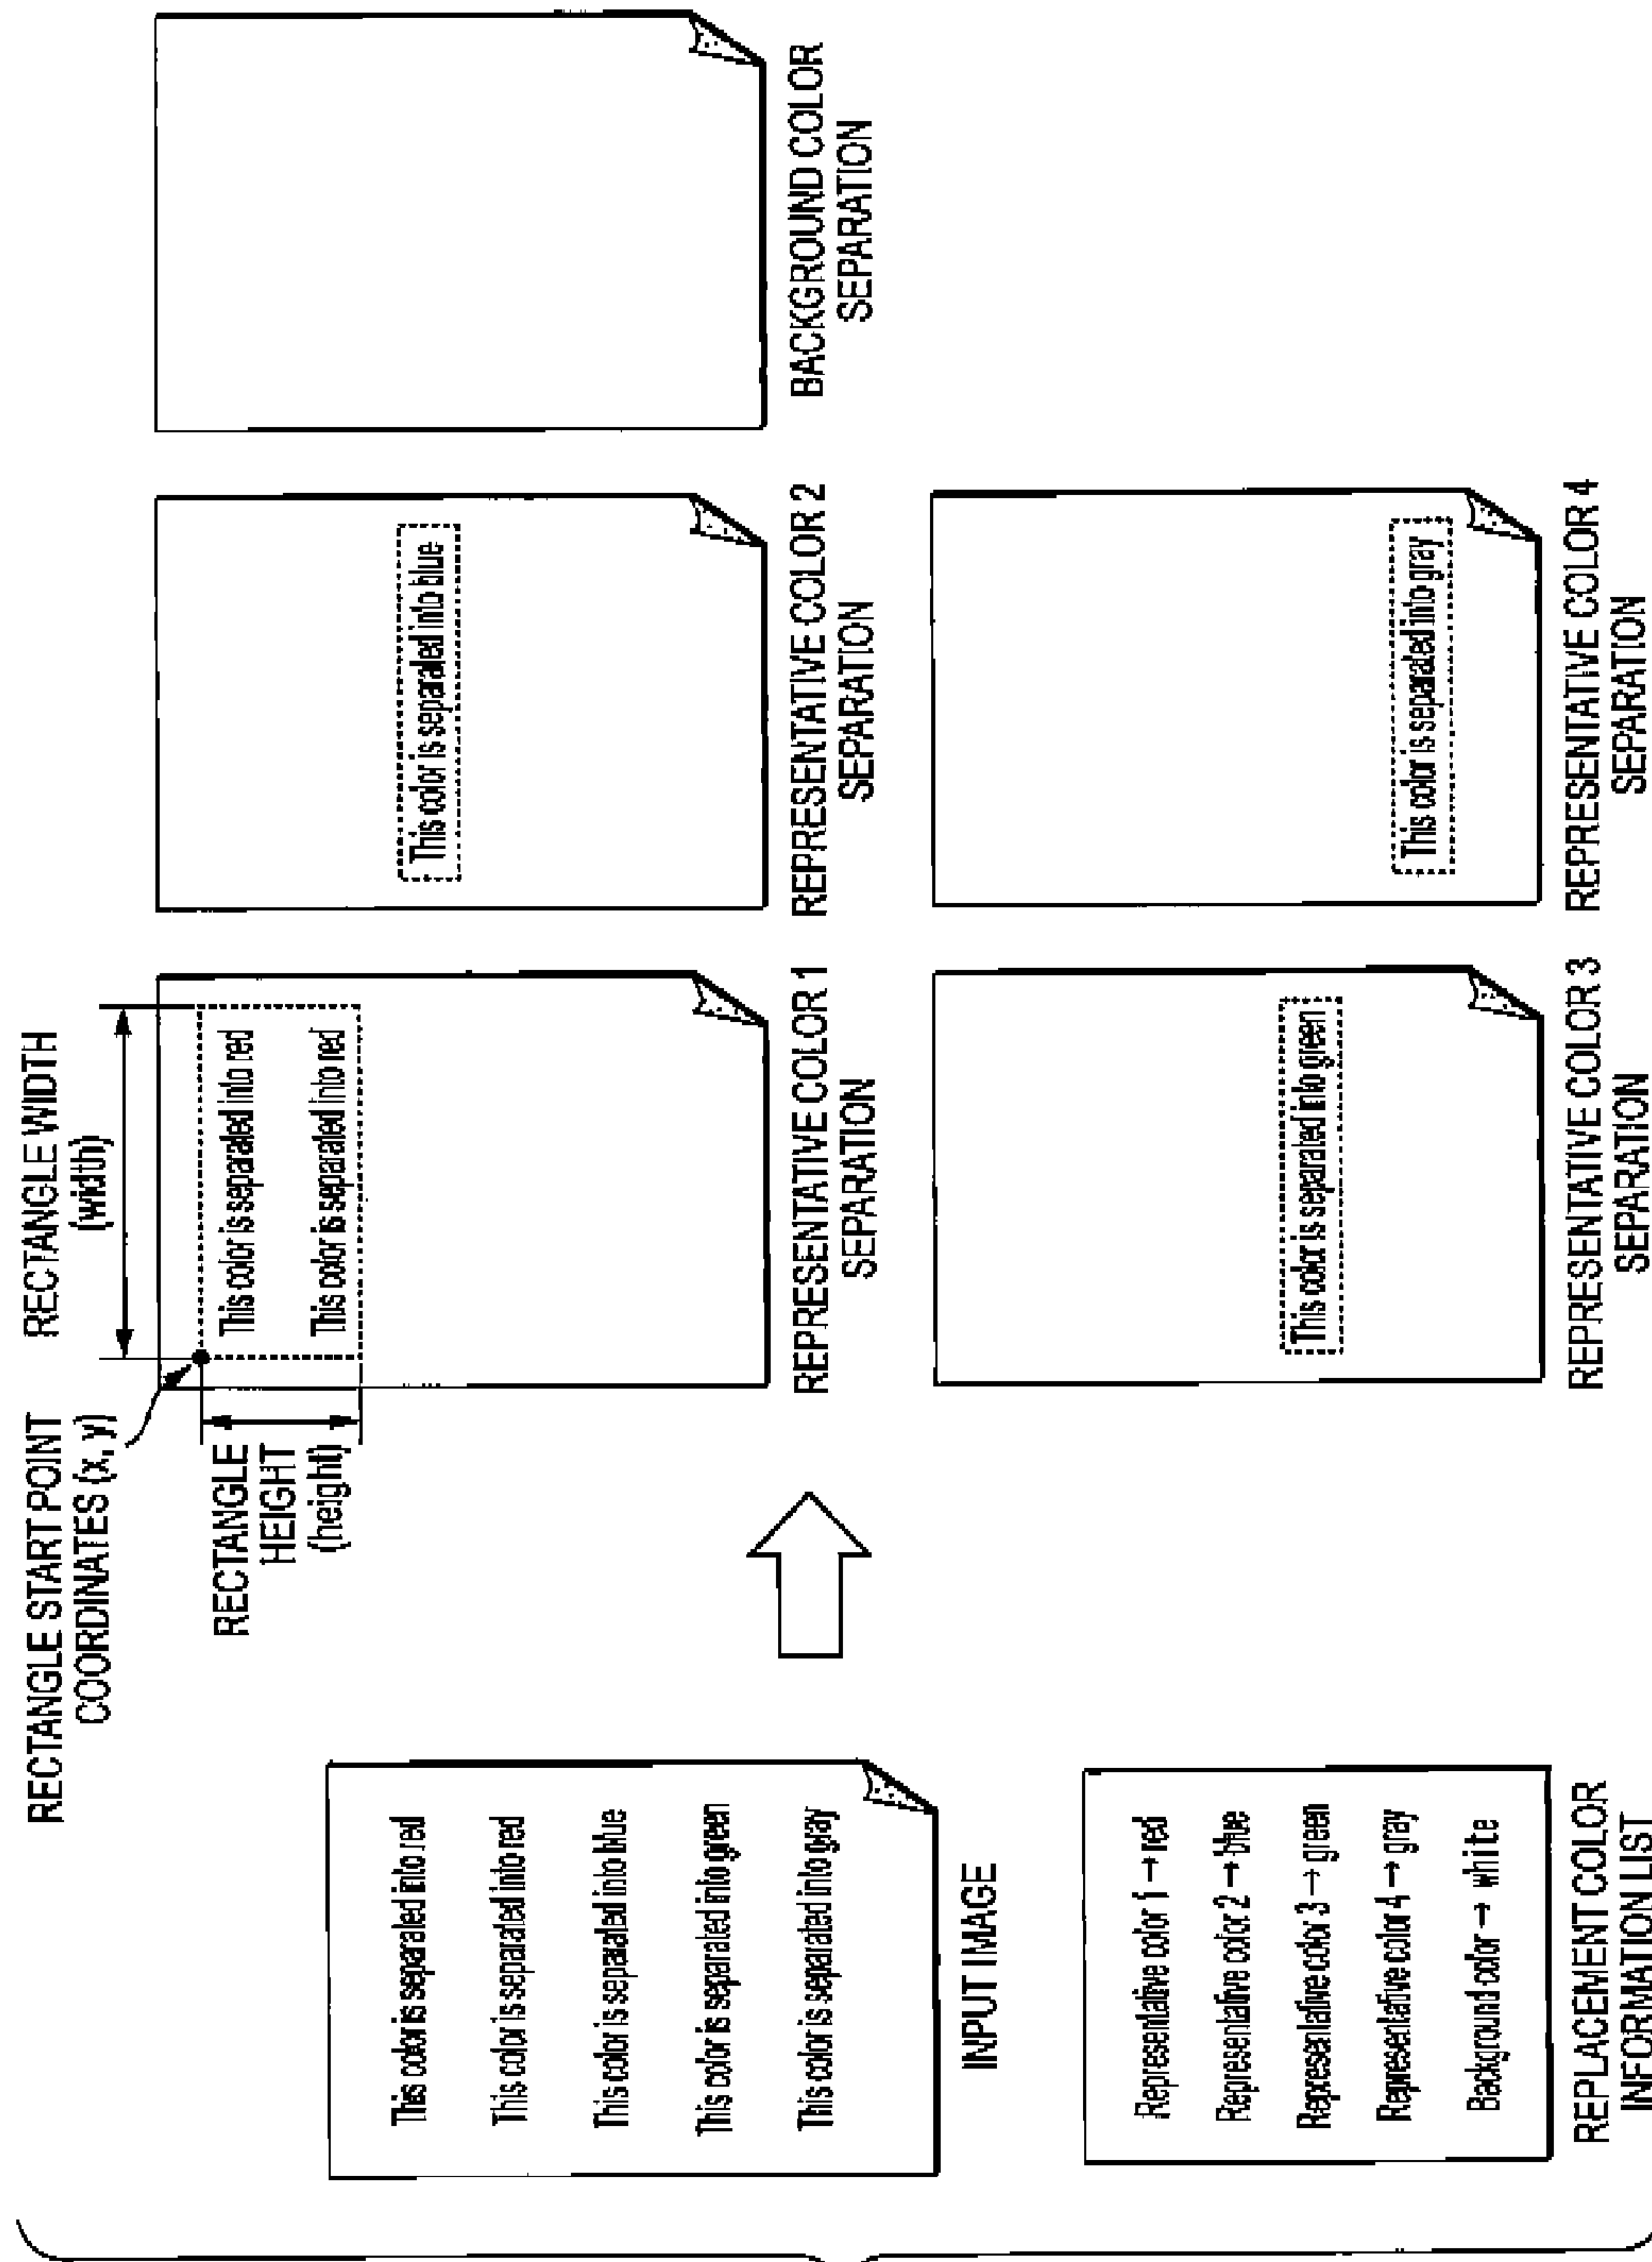 RECTANGLE START POINT
COORDINATES (x, y)
RECTANGLE WIDTH
(width)
RECTANGLE
HEIGHT
(height)
This color is separated into red
This color is separated into red
This color is separated into blue
This color is separated into green
This color is separated into gray
INPUT IMAGE
Representative color 1 → red
Representative color 2 → blue
Representative color 3 → green
Representative color 4 → gray
Background color → white
REPLACEMENT COLOR
INFORMATION LIST
This color is separated into red
This color is separated into red
REPRESENTATIVE COLOR 1
SEPARATION
This color is separated into blue
REPRESENTATIVE COLOR 2
SEPARATION
BACKGROUND COLOR
SEPARATION
This color is separated into green
REPRESENTATIVE COLOR 3
SEPARATION
This color is separated into gray
REPRESENTATIVE COLOR 4
SEPARATION